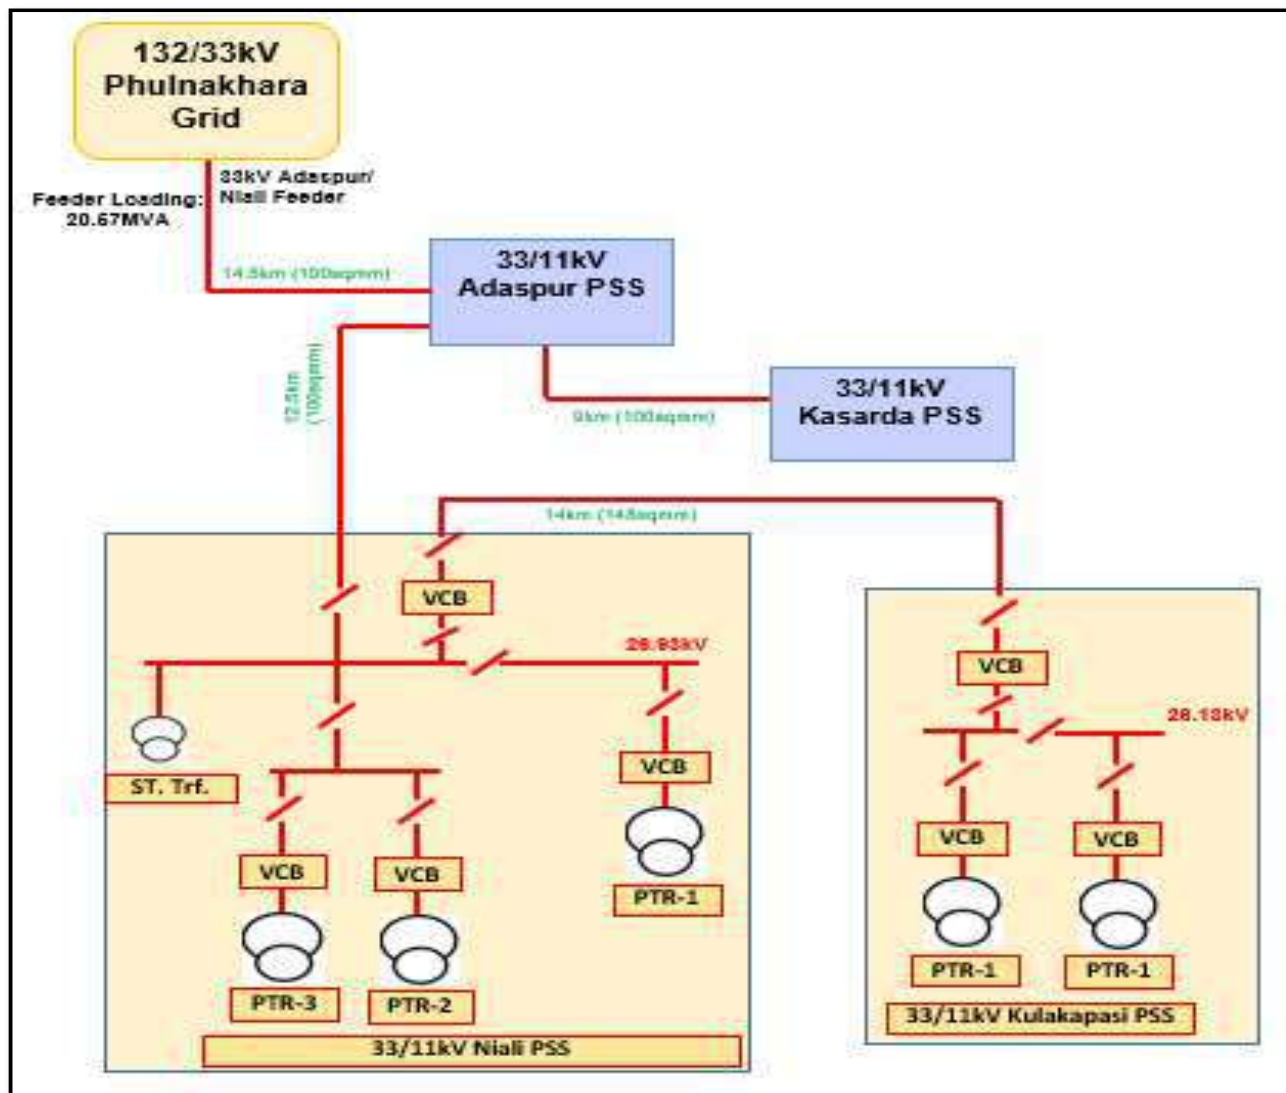 132/33kV
Phulnakhara
Grid
33kV Adaspur/
Niali Feeder
Feeder Loading:
20.67MVA
14.5km (100sqmm)
33/11kV
Adaspur PSS
12.5km
(100sqmm)
33/11kV
Kasarda PSS
9km (100sqmm)
14km (148sqmm)
VCB
26.93kV
VCB
26.13kV
ST. Trf.
VCB
VCB
VCB
VCB
VCB
PTR-1
PTR-1
PTR-1
PTR-3
PTR-2
33/11kV Kulakapasi PSS
33/11kV Niali PSS